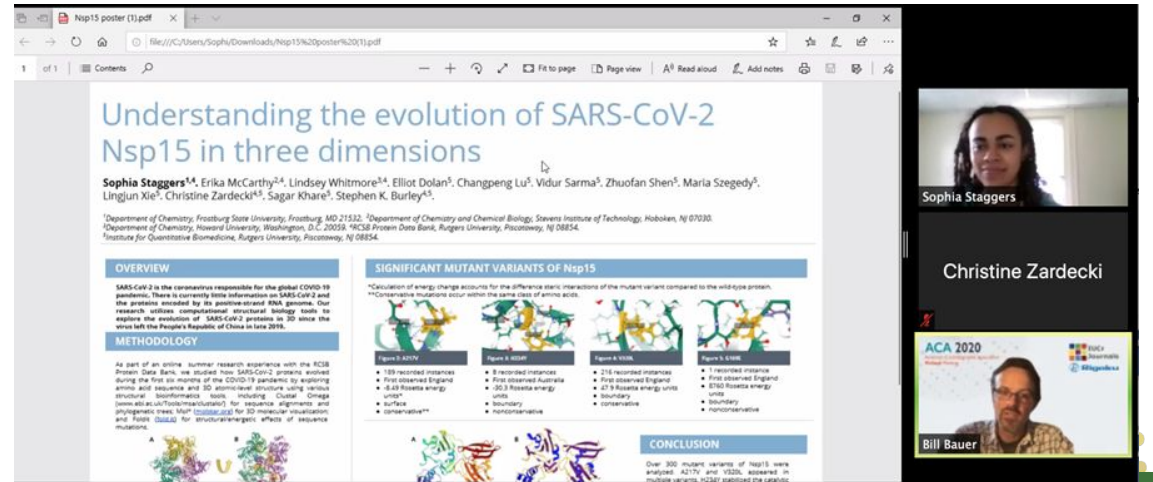 Nsp15 poster (1).pdf
file:///C:/Users/Sophi/Downloads/Nsp15%20poster%20(1).pdf
1 of 1 Contents Fit to page Page view Read aloud Add notes
Understanding the evolution of SARS-CoV-2
Nsp15 in three dimensions
Sophia Staggers1,4, Erika McCarthy2,4, Lindsey Whitmore3,4, Elliot Dolan5, Changpeng Lu5, Vidur Sarma5, Zhuofan Shen5, Maria Szegedy5,
Lingjun Xie5, Christine Zardecki4,5, Sagar Khare5, Stephen K. Burley4,5.
1Department of Chemistry, Frostburg State University, Frostburg, MD 21532. 2Department of Chemistry and Chemical Biology, Stevens Institute of Technology, Hoboken, NJ 07030.
3Department of Chemistry, Howard University, Washington, D.C. 20059. 4RCSB Protein Data Bank, Rutgers University, Piscataway, NJ 08854.
5Institute for Quantitative Biomedicine, Rutgers University, Piscataway, NJ 08854.
OVERVIEW
SARS-CoV-2 is the coronavirus responsible for the global COVID-19
pandemic. There is currently little information on SARS-CoV-2 and
the proteins encoded by its positive-strand RNA genome. Our
research utilizes computational structural biology tools to
explore the evolution of SARS-CoV-2 proteins in 3D since the
virus left the People's Republic of China in late 2019.
METHODOLOGY
As part of an online summer research experience with the RCSB
Protein Data Bank, we studied how SARS-CoV-2 proteins evolved
during the first six months of the COVID-19 pandemic by exploring
amino acid sequence and 3D atomic-level structure using various
structural bioinformatics tools, including Clustal Omega
(www.ebi.ac.uk/Tools/msa/clustalo/) for sequence alignments and
phylogenetic trees; Mol* (molstar.org) for 3D molecular visualization;
and Foldit (fold.it) for structural/energetic effects of sequence
mutations.
A B
SIGNIFICANT MUTANT VARIANTS OF Nsp15
*Calculation of energy change accounts for the difference steric interactions of the mutant variant compared to the wild-type protein.
**Conservative mutations occur within the same class of amino acids.
Figure 2: A217V
189 recorded instances
First observed England
-8.49 Rosetta energy
units*
surface
conservative**
Figure 3: H234Y
8 recorded instances
First observed Australia
-30.3 Rosetta energy
units
boundary
nonconservative
Figure 4: V320L
216 recorded instances
First observed England
47.9 Rosetta energy units
boundary
conservative
1 recorded instances
First observed England
8760 Rosetta energy
units
boundary
nonconservative
A B
CONCLUSION
Over 300 mutant variants of Nsp15 were
analyzed. A217V and V320L appeared in
multiple variants. H234Y stabilized the catalytic
Sophia Staggers
Christine Zardecki
ACA 2020
IUCr
Journals
Rigaku
Bill Bauer